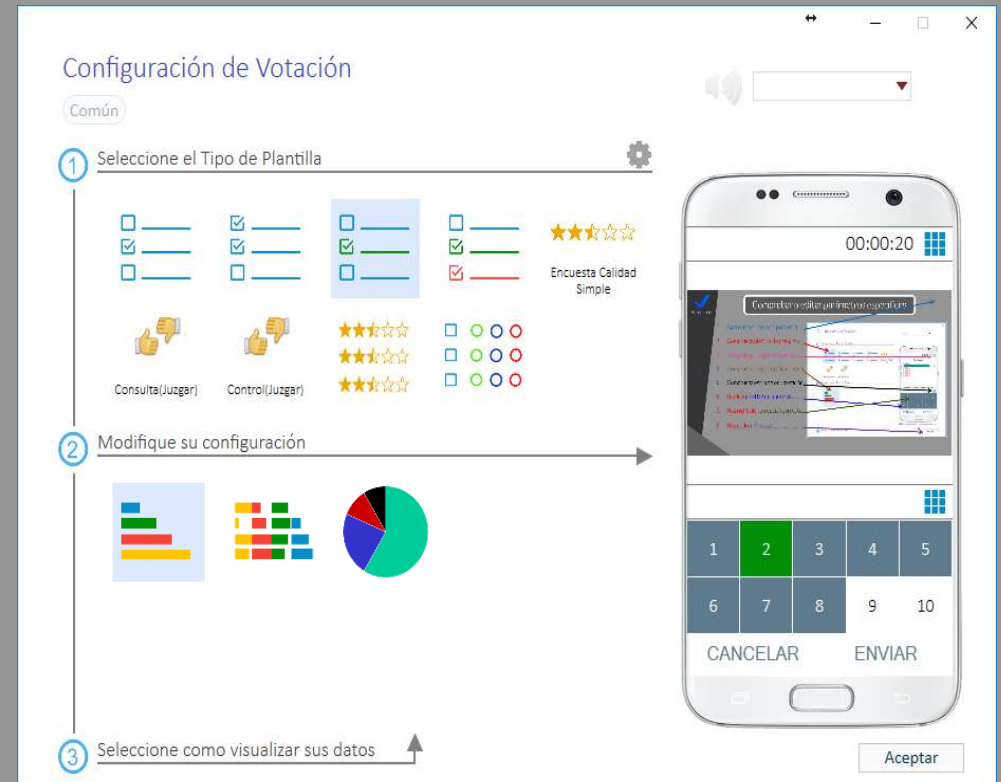 Configuración de Votación
Común
1 Seleccione el Tipo de Plantilla
Encuesta Calidad
Simple
Consulta(Juzgar)
Control(Juzgar)
2 Modifique su configuración
3 Seleccione como visualizar sus datos
00:00:20
Comprobar o editar parámetros específicos
1 2 3 4 5
6 7 8 9 10
CANCELAR ENVIAR
Aceptar